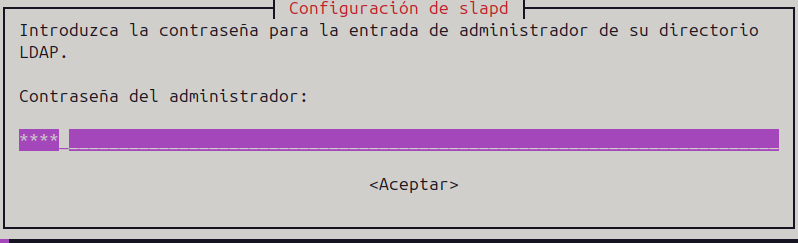 Configuración de slapd
Introduzca la contraseña para la entrada de administrador de su directorio
LDAP.
Contraseña del administrador:
****
<Aceptar>